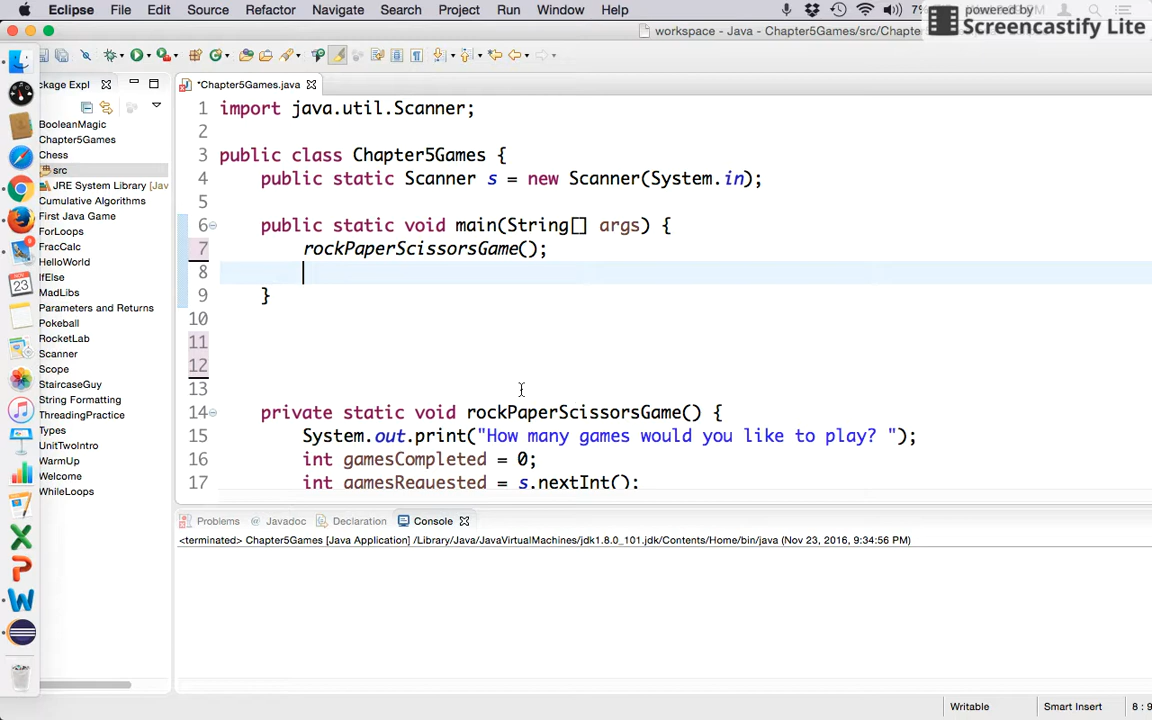 Eclipse File Edit Source Refactor Navigate Search Project Run Window Help 7%
powered by
Screencastify Lite
workspace - Java - Chapter5Games/src/Chapte
ckage Expl
*Chapter5Games.java
BooleanMagic
Chapter5Games
Chess
src
JRE System Library [Jav
Cumulative Algorithms
First Java Game
ForLoops
FracCalc
HelloWorld
IfElse
MadLibs
Parameters and Returns
Pokeball
RocketLab
Scanner
Scope
StaircaseGuy
String Formatting
ThreadingPractice
Types
UnitTwoIntro
WarmUp
Welcome
WhileLoops
NOV
23
1 import java.util.Scanner;
2
3 public class Chapter5Games {
4 public static Scanner s = new Scanner(System.in);
5
6 public static void main(String[] args) {
7 rockPaperScissorsGame();
8
9 }
10
11
12
13
14 private static void rockPaperScissorsGame() {
15 System.out.print("How many games would you like to play? ");
16 int gamesCompleted = 0;
17 int gamesRequested = s.nextInt();
Problems @ Javadoc Declaration Console
<terminated> Chapter5Games [Java Application] /Library/Java/JavaVirtualMachines/jdk1.8.0_101.jdk/Contents/Home/bin/java (Nov 23, 2016, 9:34:56 PM)
Writable Smart Insert 8 : 9